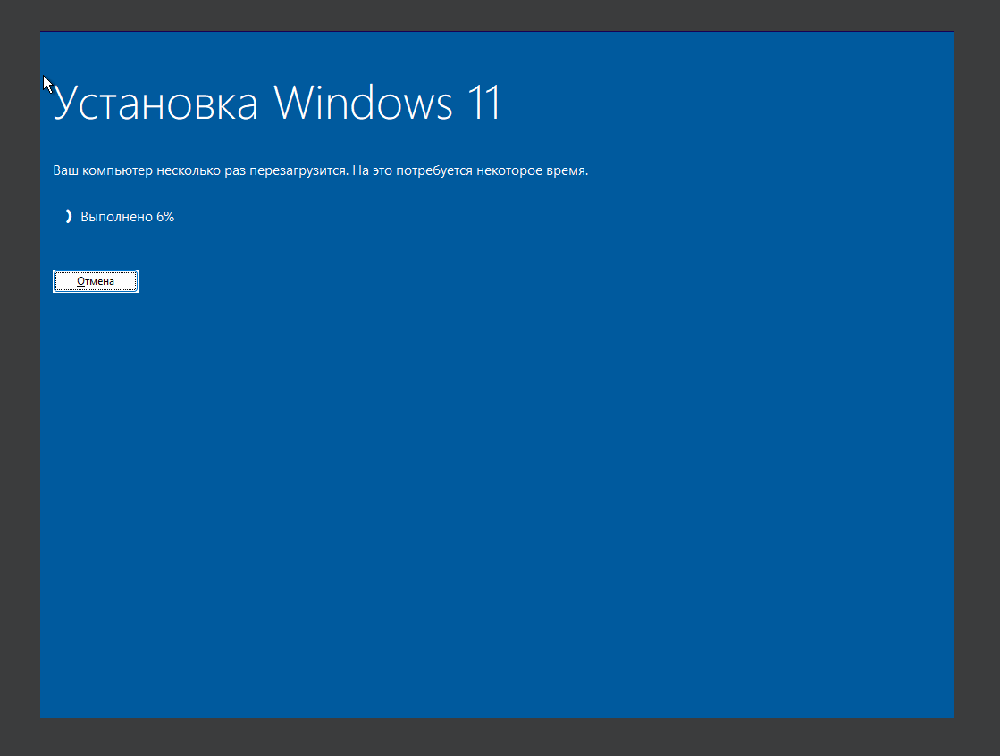 Установка Windows 11
Ваш компьютер несколько раз перезагрузится. На это потребуется некоторое время.
Выполнено 6%
Отмена